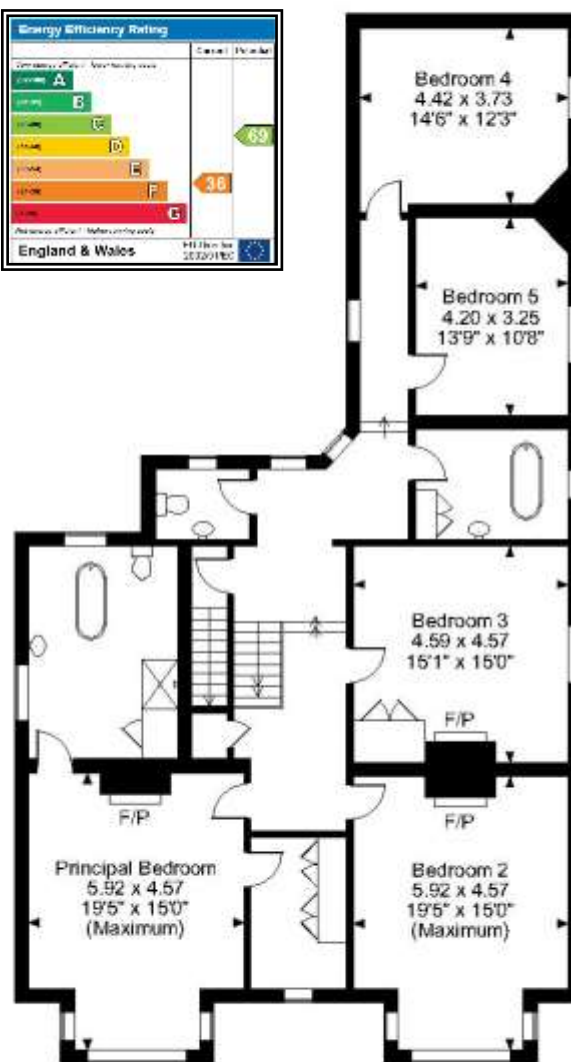 Energy Efficiency Rating
Current Potential
A
B
C
D
E
F
G
36
69
England & Wales
Bedroom 4
4.42 x 3.73
14'6" x 12'3"
Bedroom 5
4.20 x 3.25
13'9" x 10'8"
Bedroom 3
4.59 x 4.57
15'1" x 15'0"
F/P
F/P
F/P
Principal Bedroom
5.92 x 4.57
19'5" x 15'0"
(Maximum)
Bedroom 2
5.92 x 4.57
19'5" x 15'0"
(Maximum)